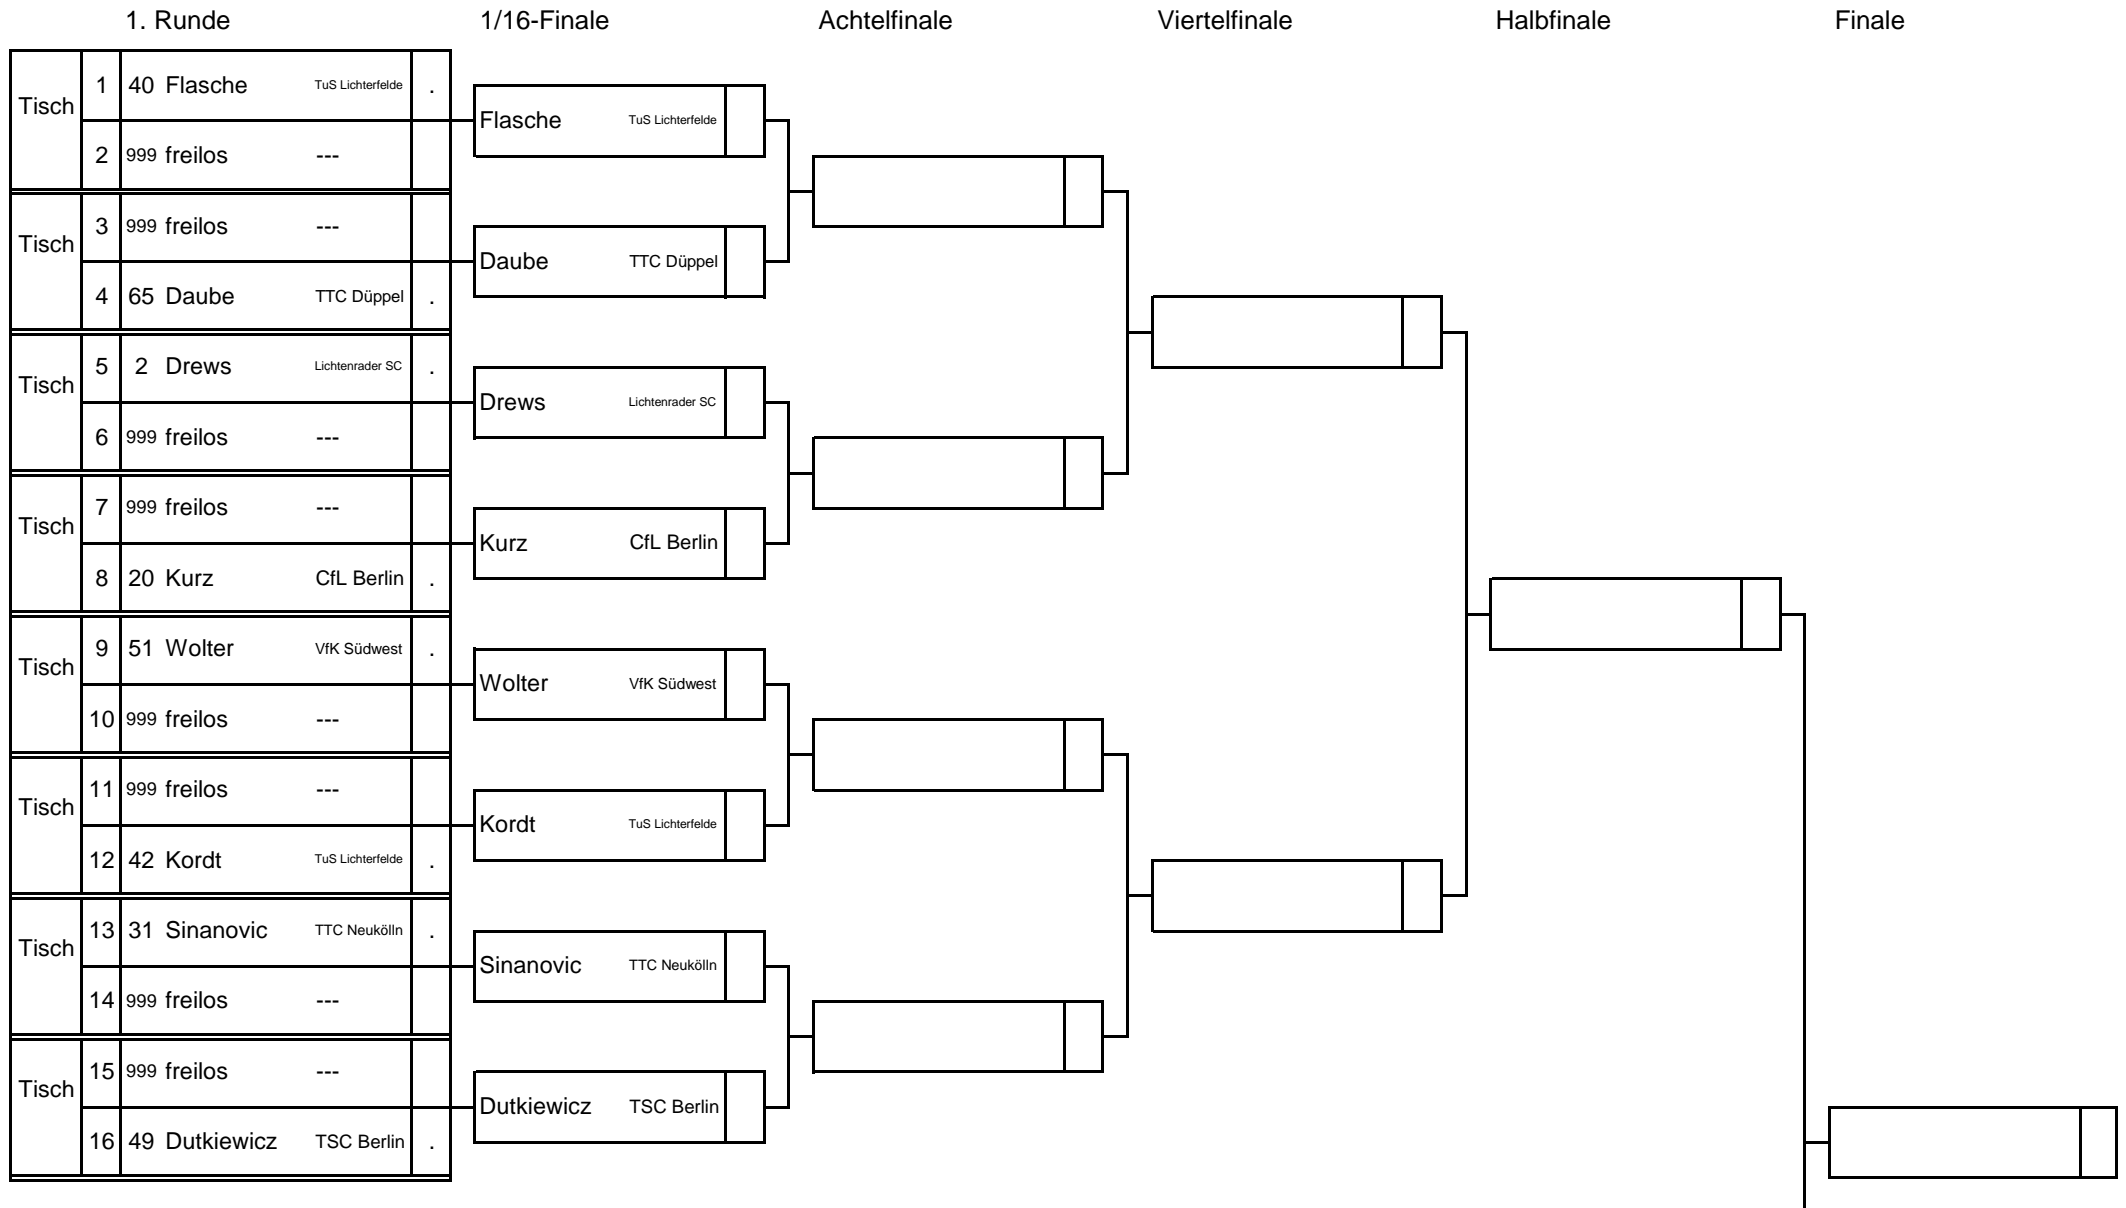 1. Runde 1/16-Finale Achtelfinale Viertelfinale Halbfinale Finale
Tisch
1 40 Flasche TuS Lichterfelde .
Flasche TuS Lichterfelde
2 999 freilos ---
Tisch
3 999 freilos ---
Daube TTC Düppel
4 65 Daube TTC Düppel .
Tisch
5 2 Drews Lichtenrader SC .
Drews Lichtenrader SC
6 999 freilos ---
Tisch
7 999 freilos ---
Kurz CfL Berlin
8 20 Kurz CfL Berlin .
Tisch
9 51 Wolter VfK Südwest .
Wolter VfK Südwest
10 999 freilos ---
Tisch
11 999 freilos ---
Kordt TuS Lichterfelde
12 42 Kordt TuS Lichterfelde .
Tisch
13 31 Sinanovic TTC Neukölln .
Sinanovic TTC Neukölln
14 999 freilos ---
Tisch
15 999 freilos ---
Dutkiewicz TSC Berlin
16 49 Dutkiewicz TSC Berlin .